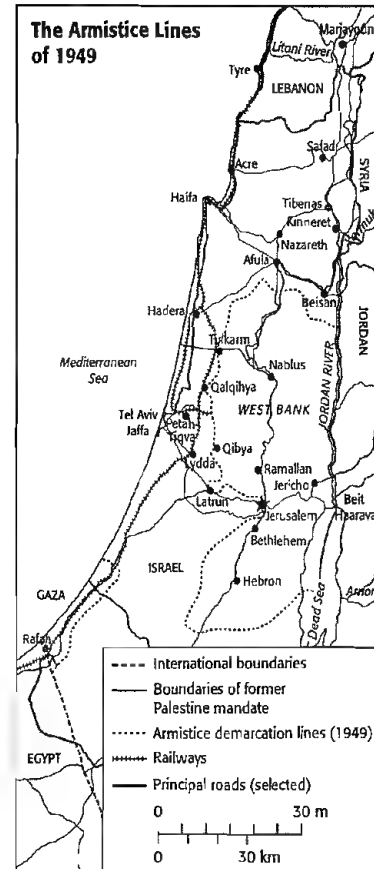 The Armistice Lines
of 1949
Marjayoun
Litani River
Tyre
LEBANON
Safad
SYRIA
Acre
Haifa
Tiberias
Kinneret
Nazareth
Afula
Beisan
Hadera
JORDAN
Tulkarm
Mediterranean
Sea
Nablus
JORDAN RIVER
Qalqihya
WEST BANK
Tel Aviv
Jaffa
Petah
Tiqva
Qibya
Lydda
Ramallan
Jericho
Latrun
Beit
Haarava
Jerusalem
Bethlehem
ISRAEL
GAZA
Hebron
Dead Sea
Arnon
Rafah
EGYPT
International boundaries
Boundaries of former
Palestine mandate
Armistice demarcation lines (1949)
Railways
Principal roads (selected)
0 30 m
0 30 km